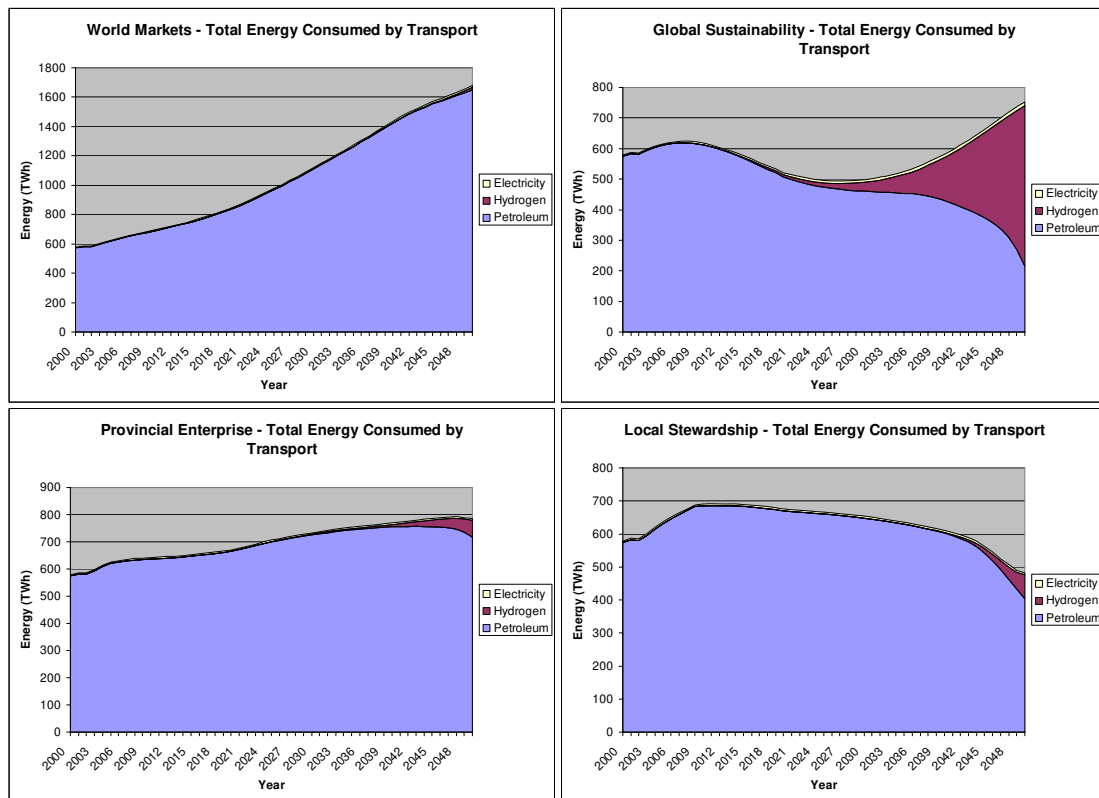 World Markets - Total Energy Consumed by Transport
1800
1600
1400
1200
1000
800
600
400
200
0
Energy (TWh)
2000 2003 2006 2009 2012 2015 2018 2021 2024 2027 2030 2033 2036 2039 2042 2045 2048
Year
Electricity
Hydrogen
Petroleum
Global Sustainability - Total Energy Consumed by
Transport
800
700
600
500
400
300
200
100
0
Energy (TWh)
2000 2003 2006 2009 2012 2015 2018 2021 2024 2027 2030 2033 2036 2039 2042 2045 2048
Year
Electricity
Hydrogen
Petroleum
Provincial Enterprise - Total Energy Consumed by
Transport
900
800
700
600
500
400
300
200
100
0
Energy (TWh)
2000 2003 2006 2009 2012 2015 2018 2021 2024 2027 2030 2033 2036 2039 2042 2045 2048
Year
Electricity
Hydrogen
Petroleum
Local Stewardship - Total Energy Consumed by Transport
800
700
600
500
400
300
200
100
0
Energy (TWh)
2000 2003 2006 2009 2012 2015 2018 2021 2024 2027 2030 2033 2036 2039 2042 2045 2048
Year
Electricity
Hydrogen
Petroleum